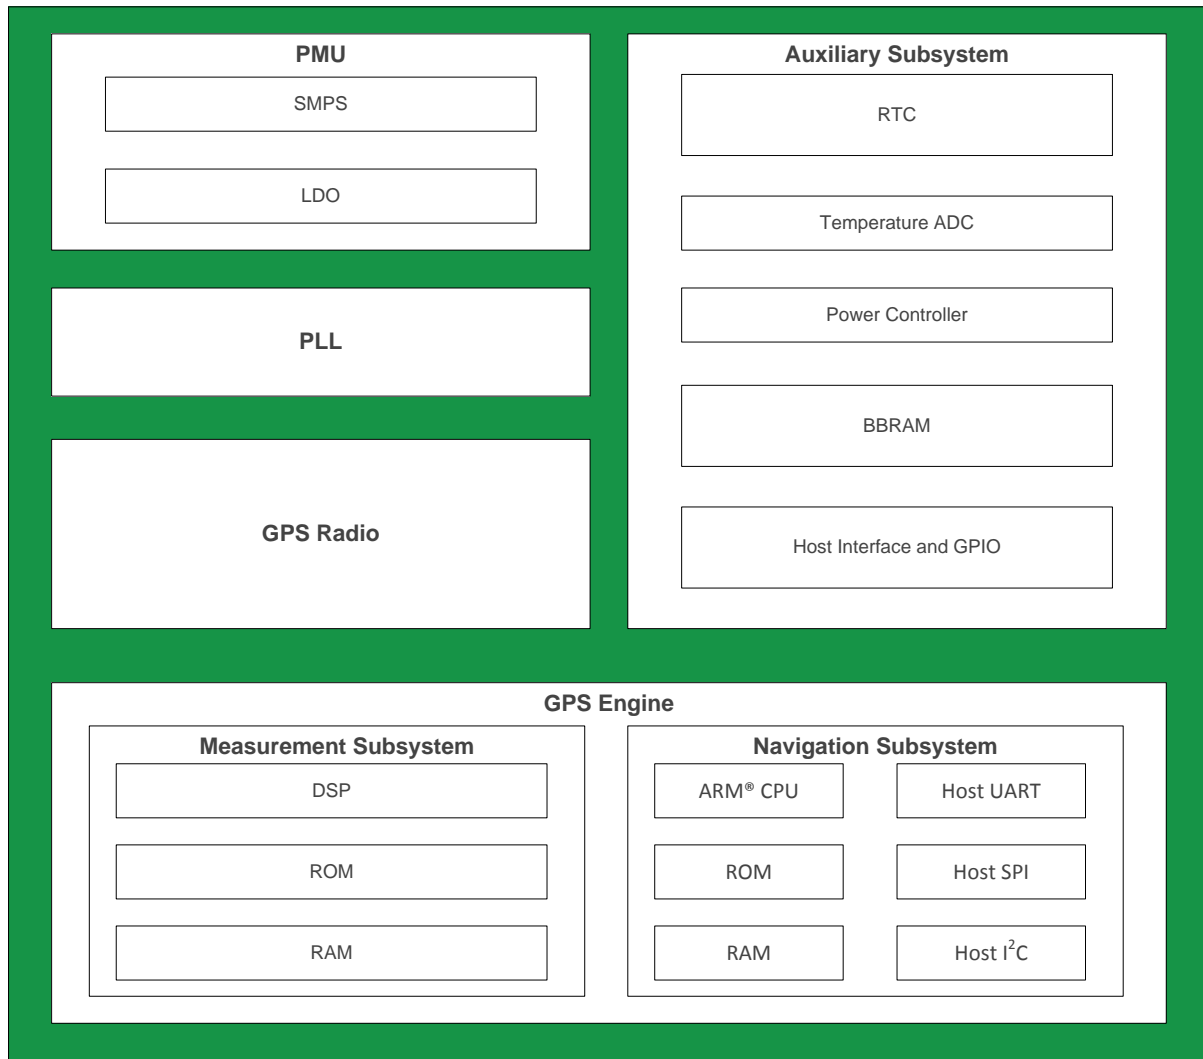 PMU
SMPS
LDO
PLL
GPS Radio
Auxiliary Subsystem
RTC
Temperature ADC
Power Controller
BBRAM
Host Interface and GPIO
GPS Engine
Measurement Subsystem
DSP
ROM
RAM
Navigation Subsystem
ARM® CPU
Host UART
ROM
Host SPI
RAM
Host I²C